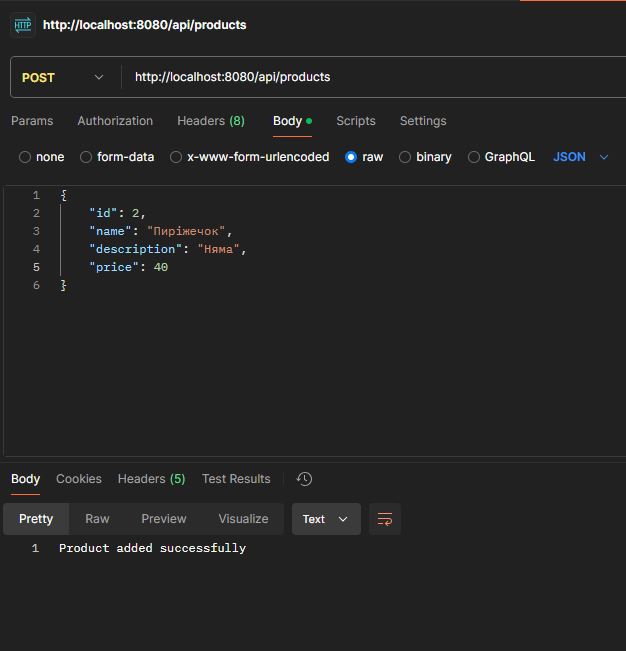 HTTP http://localhost:8080/api/products
POST http://localhost:8080/api/products
Params Authorization Headers (8) Body Scripts Settings
none form-data x-www-form-urlencoded raw binary GraphQL JSON
1 {
2 "id": 2,
3 "name": "Пиріжечок",
4 "description": "Няма",
5 "price": 40
6 }
Body Cookies Headers (5) Test Results
Pretty Raw Preview Visualize Text
1 Product added successfully